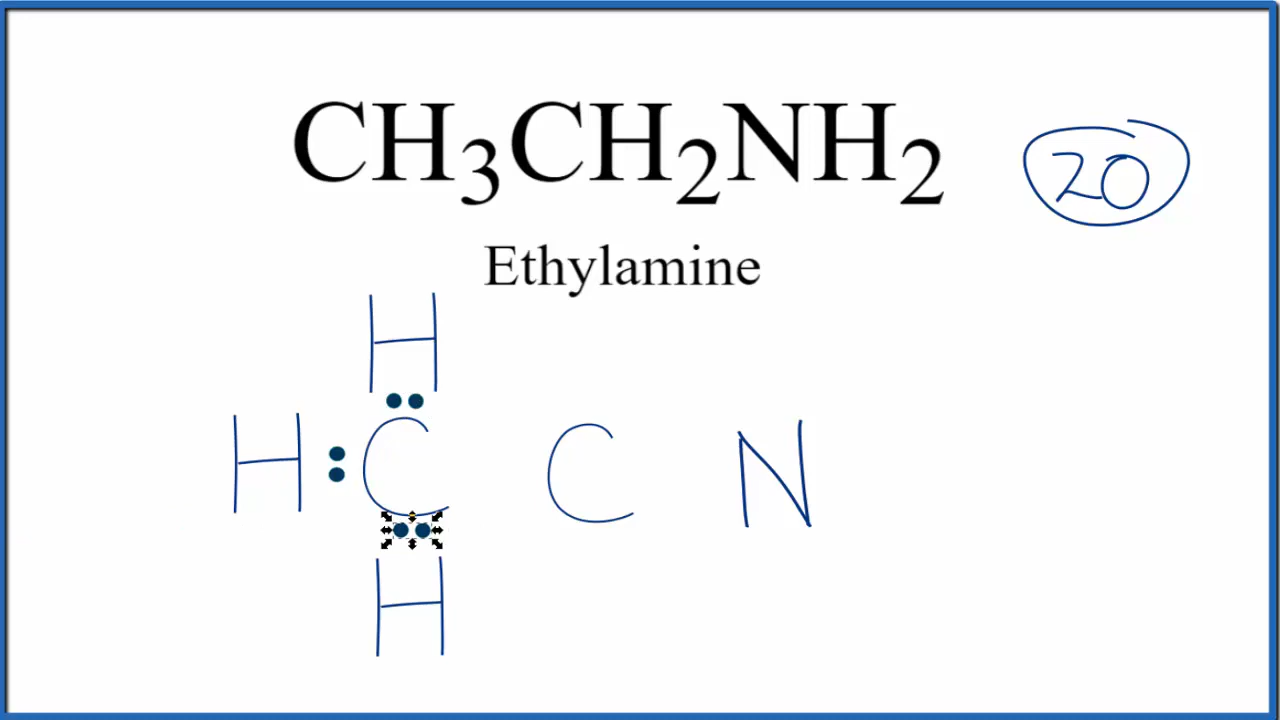 CH₃CH₂NH₂
20
Ethylamine
H
H : C C N
H